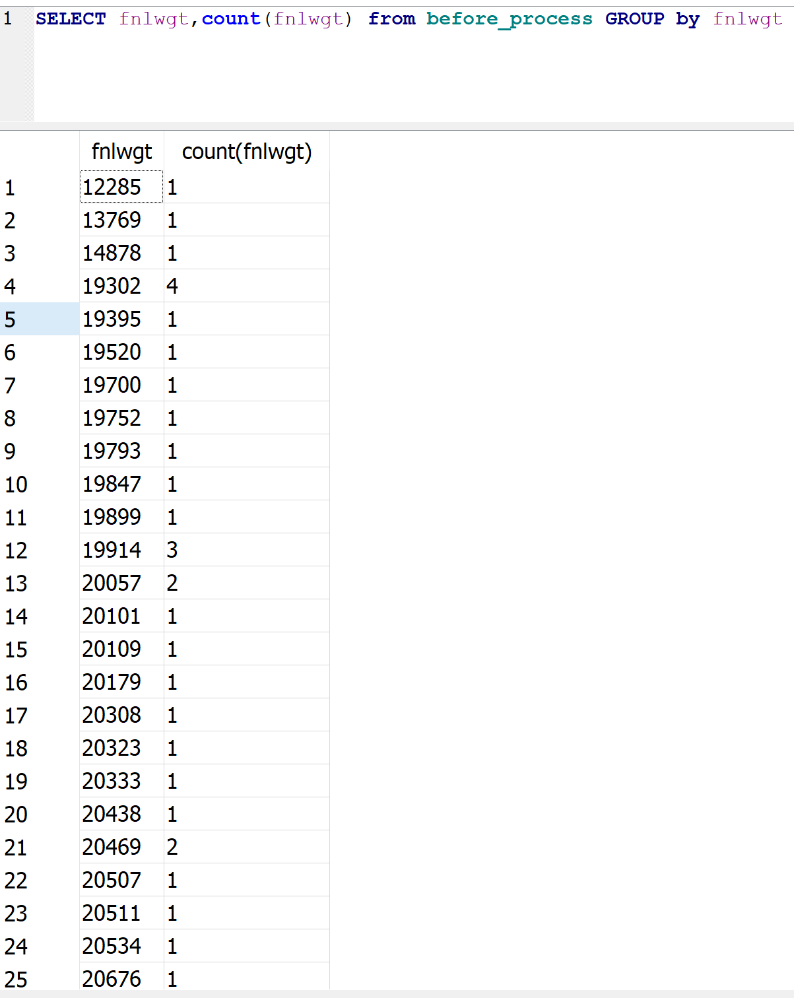 1 SELECT fnlwgt,count(fnlwgt) from before_process GROUP by fnlwgt
fnlwgt count(fnlwgt)
1 12285 1
2 13769 1
3 14878 1
4 19302 4
5 19395 1
6 19520 1
7 19700 1
8 19752 1
9 19793 1
10 19847 1
11 19899 1
12 19914 3
13 20057 2
14 20101 1
15 20109 1
16 20179 1
17 20308 1
18 20323 1
19 20333 1
20 20438 1
21 20469 2
22 20507 1
23 20511 1
24 20534 1
25 20676 1